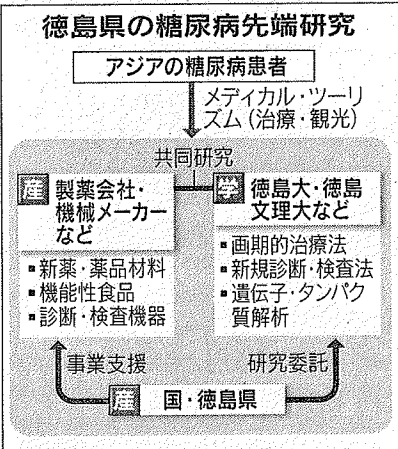 徳島県の糖尿病先端研究
アジアの糖尿病患者
メディカル・ツーリ
ズム(治療・観光)
共同研究
産 製薬会社・
機械メーカー
など
▪新薬・薬品材料
▪機能性食品
▪診断・検査機器
学 徳島大・徳島
文理大など
▪画期的治療法
▪新規診断・検査法
▪遺伝子・タンパク
質解析
事業支援
研究委託
産 国・徳島県